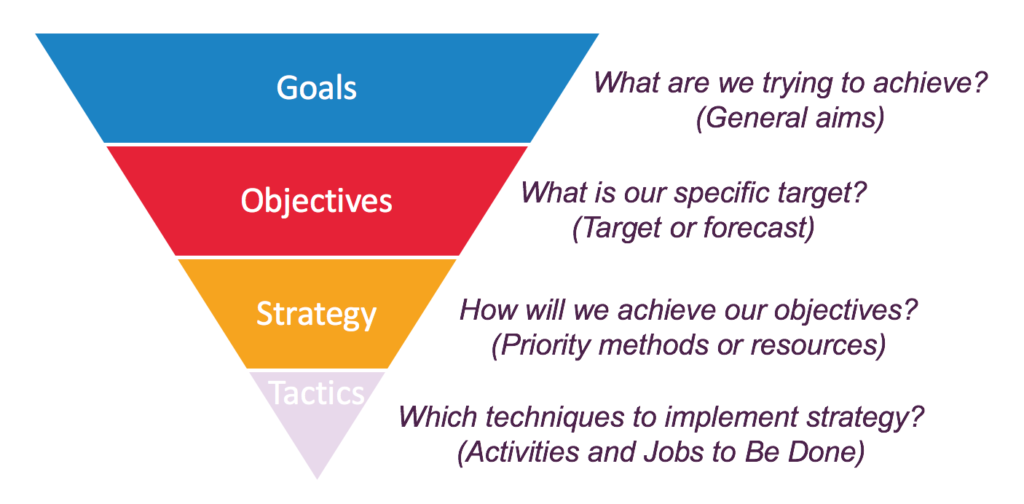 Goals
What are we trying to achieve?
(General aims)
Objectives
What is our specific target?
(Target or forecast)
Strategy
How will we achieve our objectives?
(Priority methods or resources)
Tactics
Which techniques to implement strategy?
(Activities and Jobs to Be Done)